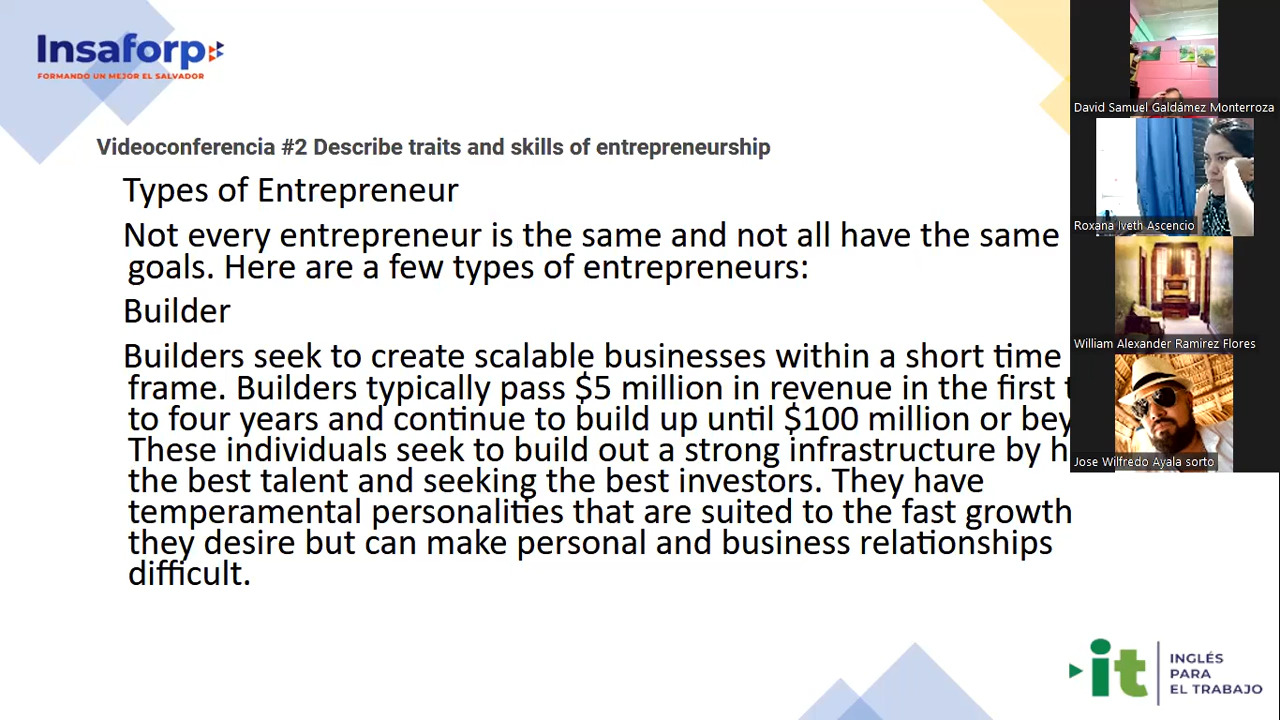 Insaforp
FORMANDO UN MEJOR EL SALVADOR
Videoconferencia #2 Describe traits and skills of entrepreneurship
Types of Entrepreneur
Not every entrepreneur is the same and not all have the same
goals. Here are a few types of entrepreneurs:
Builder
Builders seek to create scalable businesses within a short time
frame. Builders typically pass $5 million in revenue in the first
to four years and continue to build up until $100 million or
These individuals seek to build out a strong infrastructure by
the best talent and seeking the best investors. They have
temperamental personalities that are suited to the fast growth
they desire but can make personal and business relationships
difficult.
David Samuel Galdámez Monterroza
Roxana Iveth Ascencio
William Alexander Ramirez Flores
Jose Wilfredo Ayala sorto
it
INGLÉS
PARA
EL TRABAJO